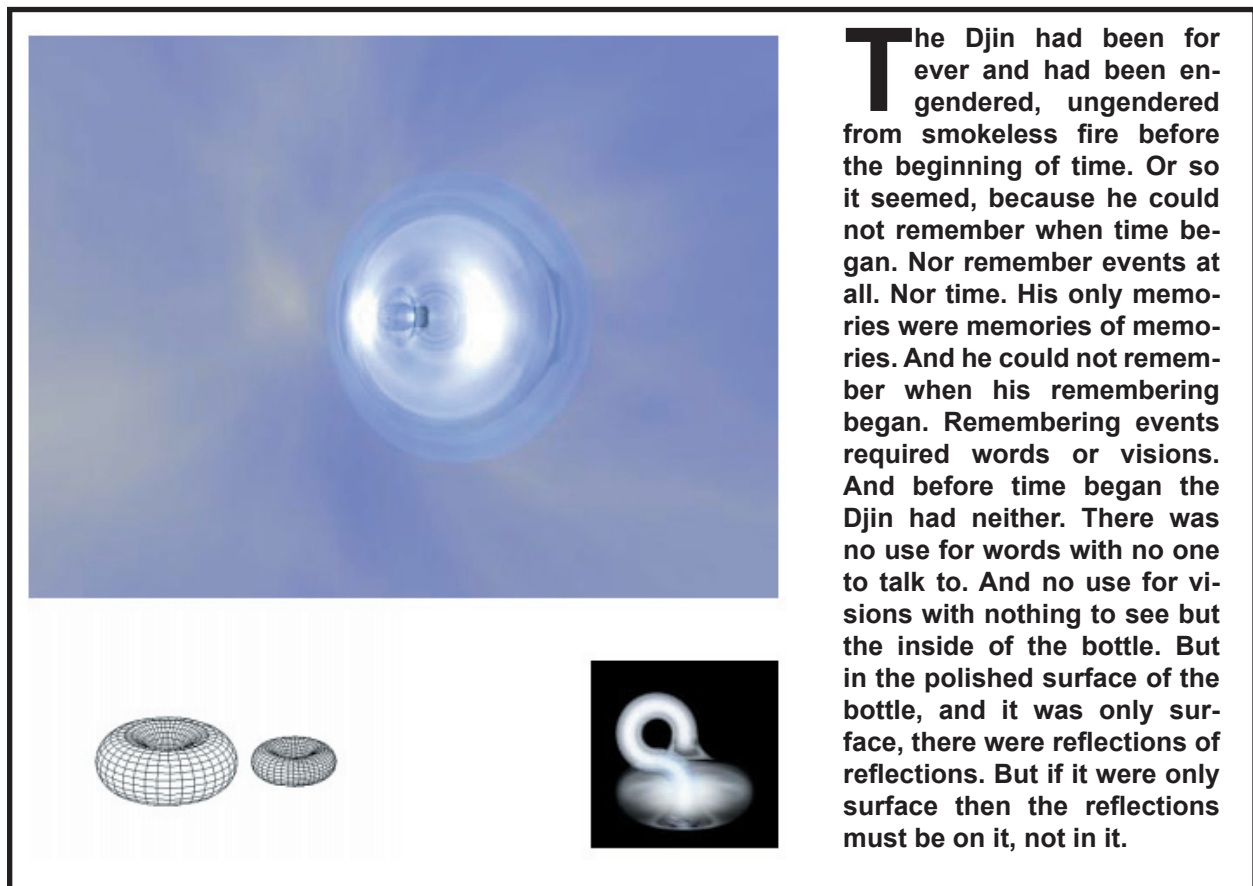 The Djin had been for
ever and had been en-
gendered, ungendered
from smokeless fire before
the beginning of time. Or so
it seemed, because he could
not remember when time be-
gan. Nor remember events at
all. Nor time. His only memo-
ries were memories of memo-
ries. And he could not remem-
ber when his remembering
began. Remembering events
required words or visions.
And before time began the
Djin had neither. There was
no use for words with no one
to talk to. And no use for vi-
sions with nothing to see but
the inside of the bottle. But
in the polished surface of the
bottle, and it was only sur-
face, there were reflections of
reflections. But if it were only
surface then the reflections
must be on it, not in it.